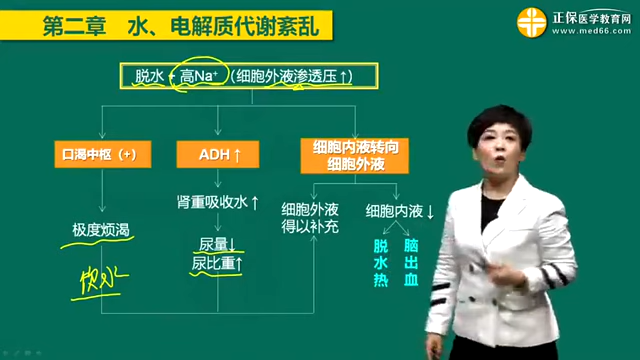 第二章 水、电解质代谢紊乱
正保医学教育网
www.med66.com
脱水+高Na⁺（细胞外液渗透压↑）
口渴中枢（+）
ADH↑
细胞内液转向
细胞外液
肾重吸收水↑
极度烦渴
细胞外液
得以补充
细胞内液↓
尿量↓
尿比重↑
脱水热
脑出血
饮水